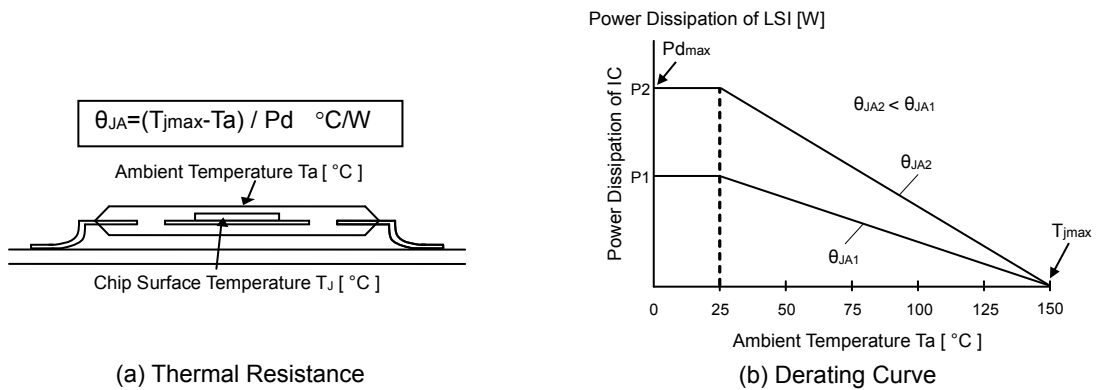 θJA=(Tjmax-Ta) / Pd °C/W
Ambient Temperature Ta [ °C ]
Chip Surface Temperature TJ [ °C ]
(a) Thermal Resistance
Power Dissipation of LSI [W]
Pdmax
P2
θJA2 < θJA1
Power Dissipation of IC
θJA2
P1
Tjmax
θJA1
0 25 50 75 100 125 150
Ambient Temperature Ta [ °C ]
(b) Derating Curve